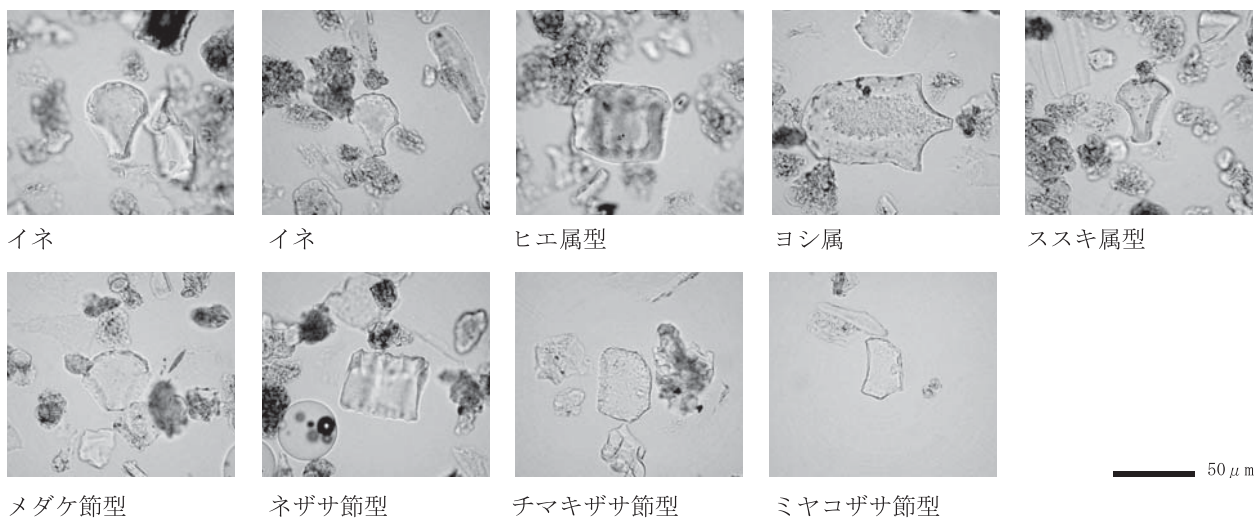 イネ
イネ
ヒエ属型
ヨシ属
ススキ属型
メダケ節型
ネザサ節型
チマキザサ節型
ミヤコザサ節型
50μm